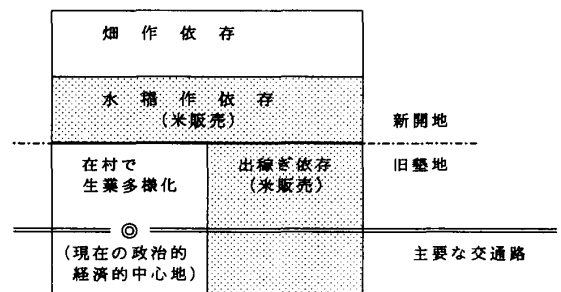 畑作依存
水稲作依存
(米販売)
新開地
在村で
生業多様化
出稼ぎ依存
(米販売)
旧墾地
(現在の政治的
経済的中心地)
主要な交通路